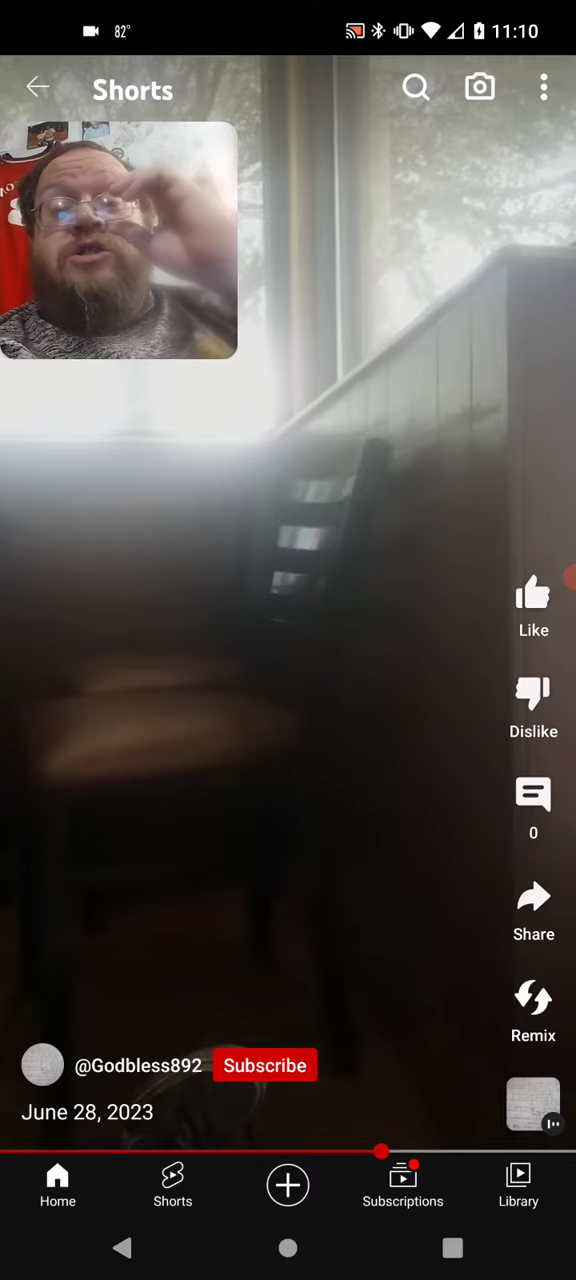 82°
11:10
Shorts
Like
Dislike
0
Share
Remix
@Godbless892 Subscribe
June 28, 2023
Home Shorts Subscriptions Library